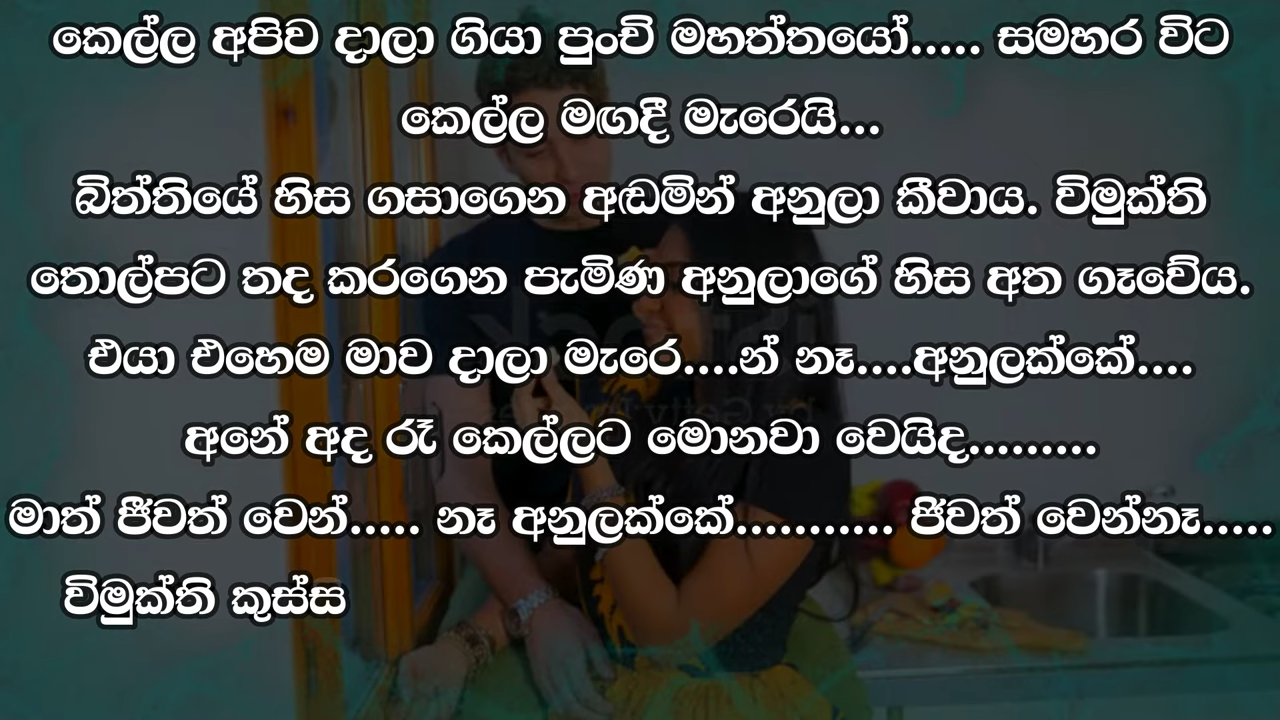 කෙල්ල අපිව දාලා ගියා පුංචි මහත්තයෝ..... සමහර විට
කෙල්ල මඟදී මැරෙයි...
බිත්තියේ හිස ගසාගෙන අඬමින් අනුලා කීවාය. විමුක්ති
තොල්පට තද කරගෙන පැමිණ අනුලාගේ හිස අත ගෑවේය.
එයා එහෙම මාව දාලා මැරෙ....න් නෑ....අනුලක්කේ....
අනේ අද රෑ කෙල්ලට මොනවා වෙයිද.........
මාත් ජීවත් වෙන්..... නෑ අනුලක්කේ........... ජිවත් වෙන්නෑ.....
විමුක්ති කුස්ස